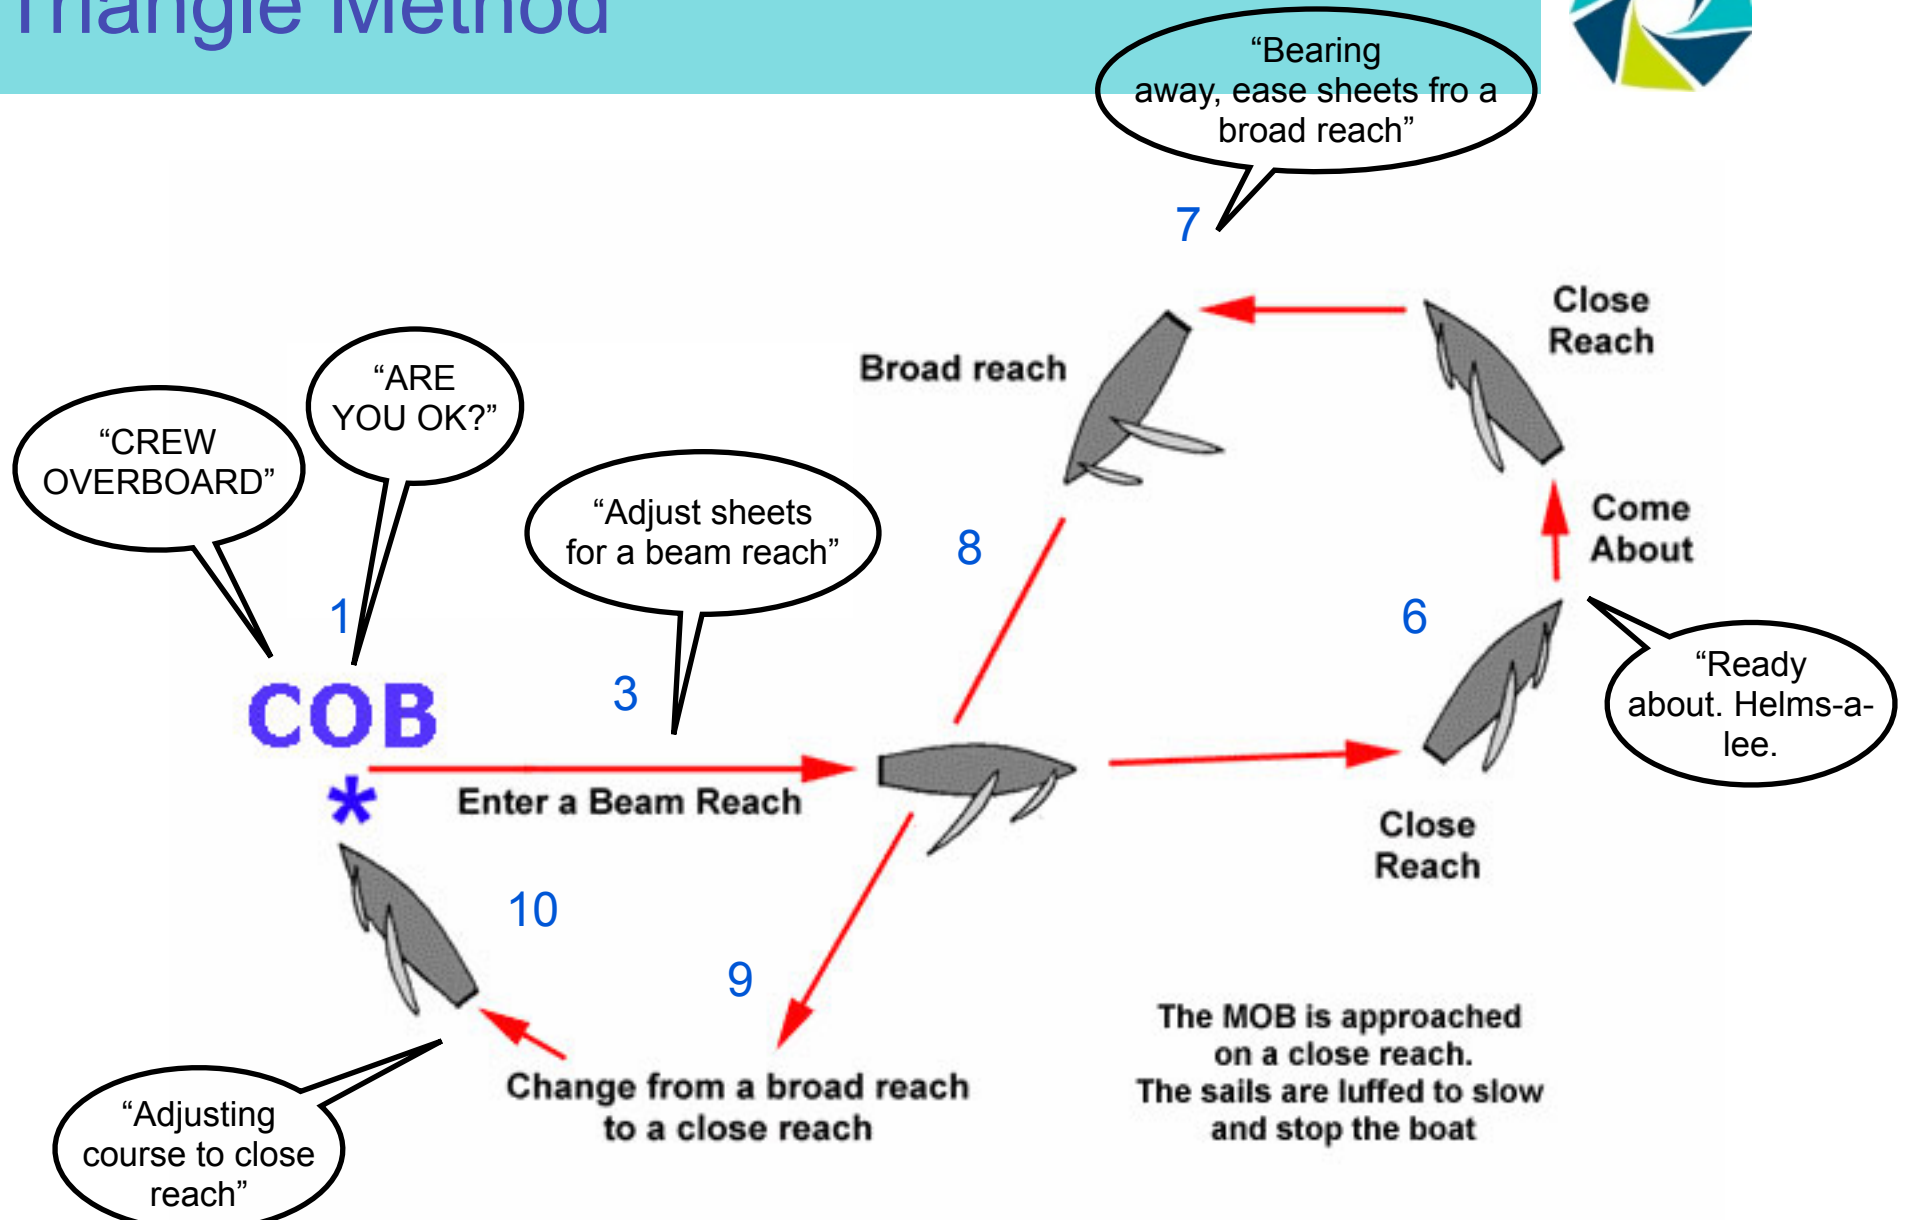 Triangle Method
“Bearing
away, ease sheets fro a
broad reach”
7
Close
Reach
Broad reach
“ARE
YOU OK?”
“CREW
OVERBOARD”
“Adjust sheets
for a beam reach”
Come
About
8
1
6
“Ready
about. Helms-a-
lee.
3
COB
*
Enter a Beam Reach
Close
Reach
10
9
The MOB is approached
on a close reach.
The sails are luffed to slow
and stop the boat
Change from a broad reach
to a close reach
“Adjusting
course to close
reach”